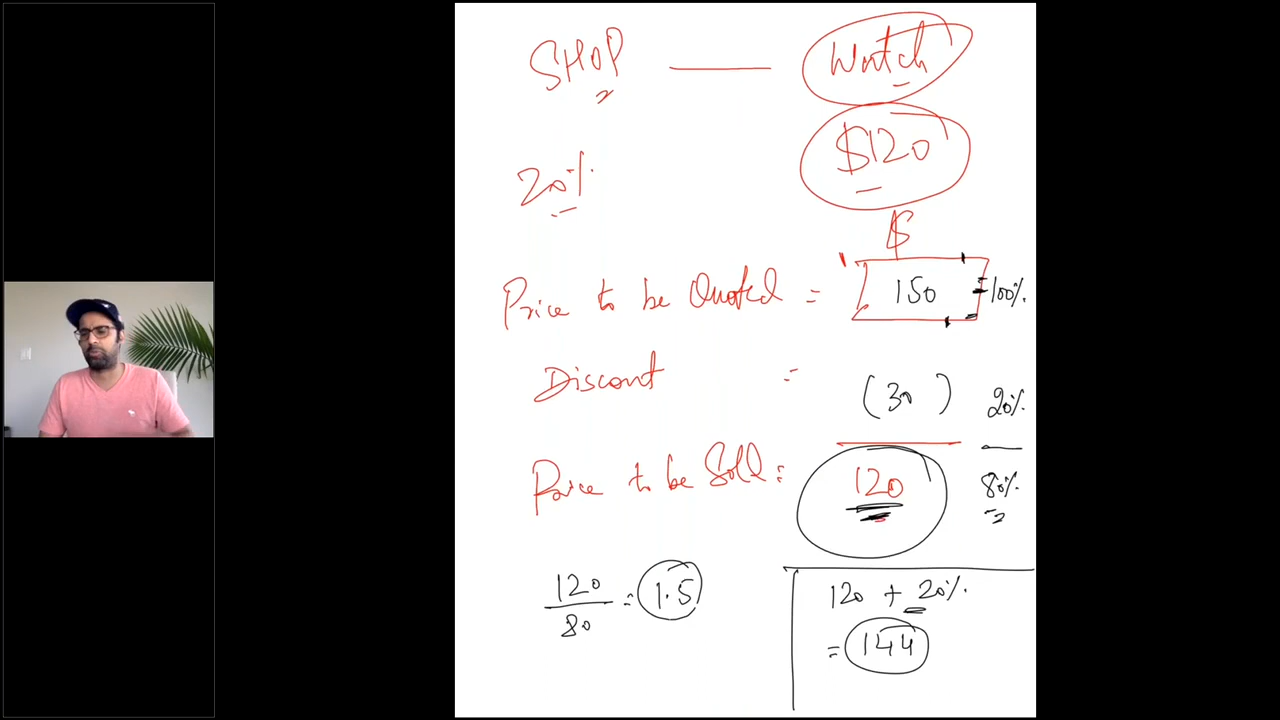 SHOP — Watch
$120
20%
$
Price to be Quoted = 150 100%
Discont = (30) 20%
Price to be Sold = 120 80%
120/80 = 1.5
120 + 20%
= 144